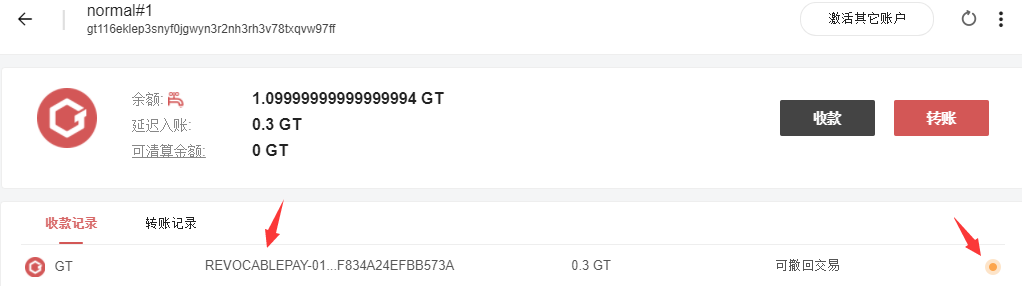 normal#1
gt116eklep3snyf0jgwyn3r2nh3rh3v78txqvw97ff
激活其它账户
余额: 1.09999999999999994 GT
延迟入账: 0.3 GT
可清算金额: 0 GT
收款 转账
收款记录 转账记录
GT REVOCABLEPAY-01...F834A24EFBB573A 0.3 GT 可撤回交易